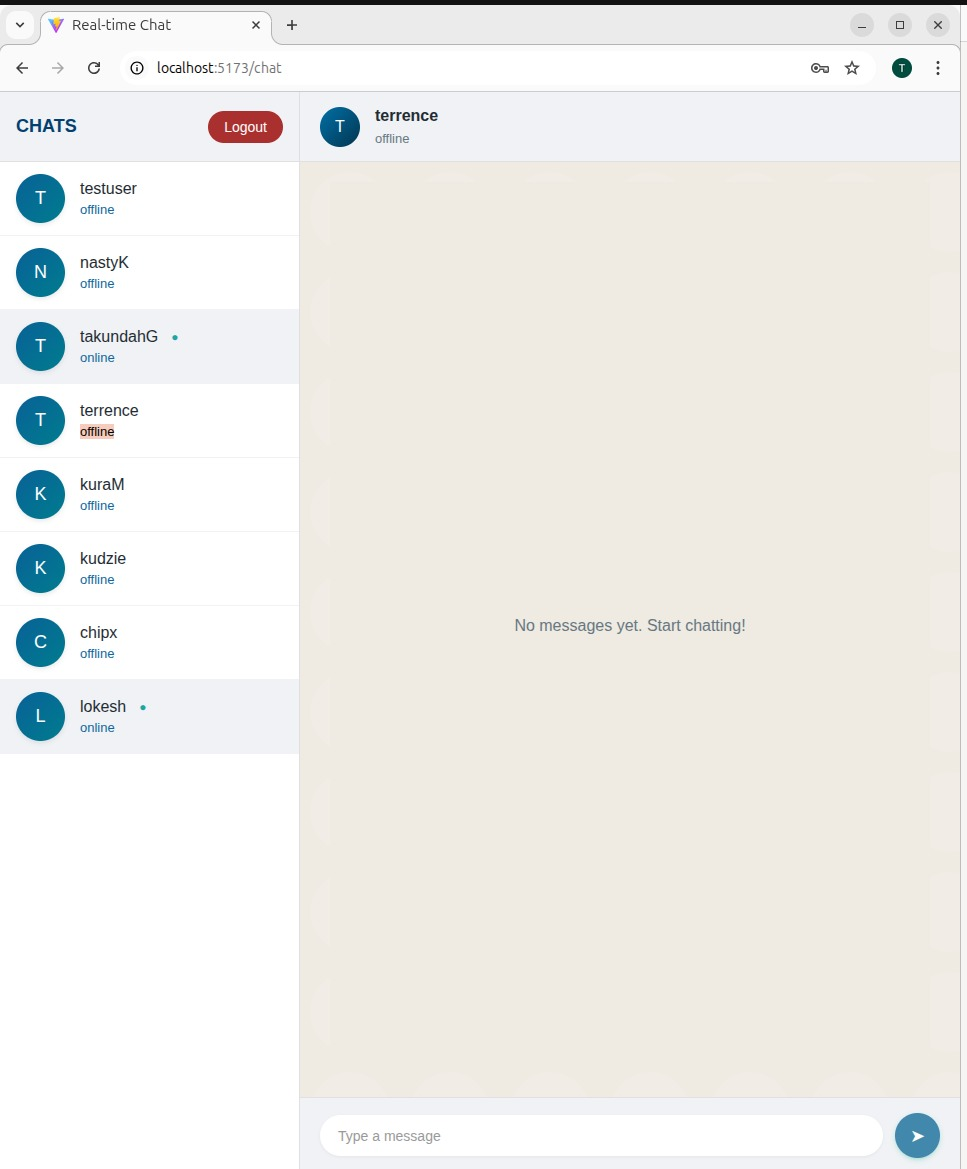 Real-time Chat
localhost:5173/chat
T
CHATS
Logout
T
terrence
offline
T
testuser
offline
N
nastyK
offline
T
takundahG
online
T
terrence
offline
K
kuraM
offline
K
kudzie
offline
C
chipx
offline
L
lokesh
online
No messages yet. Start chatting!
Type a message